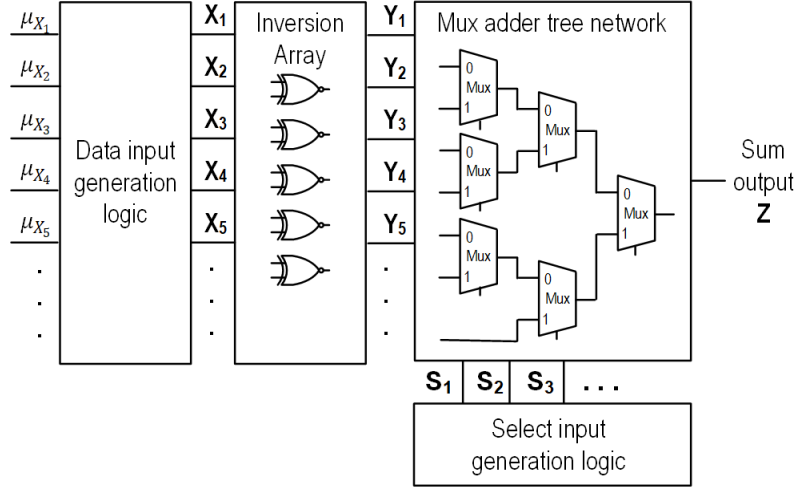 μX1
μX2
μX3
μX4
μX5
.
.
.
Data input
generation
logic
X1
X2
X3
X4
X5
.
.
.
Inversion
Array
Y1
Y2
Y3
Y4
Y5
.
.
.
Mux adder tree network
0
Mux
1
0
Mux
1
0
Mux
1
0
Mux
1
0
Mux
1
0
Mux
1
Sum
output
Z
S1 S2 S3 . . .
Select input
generation logic